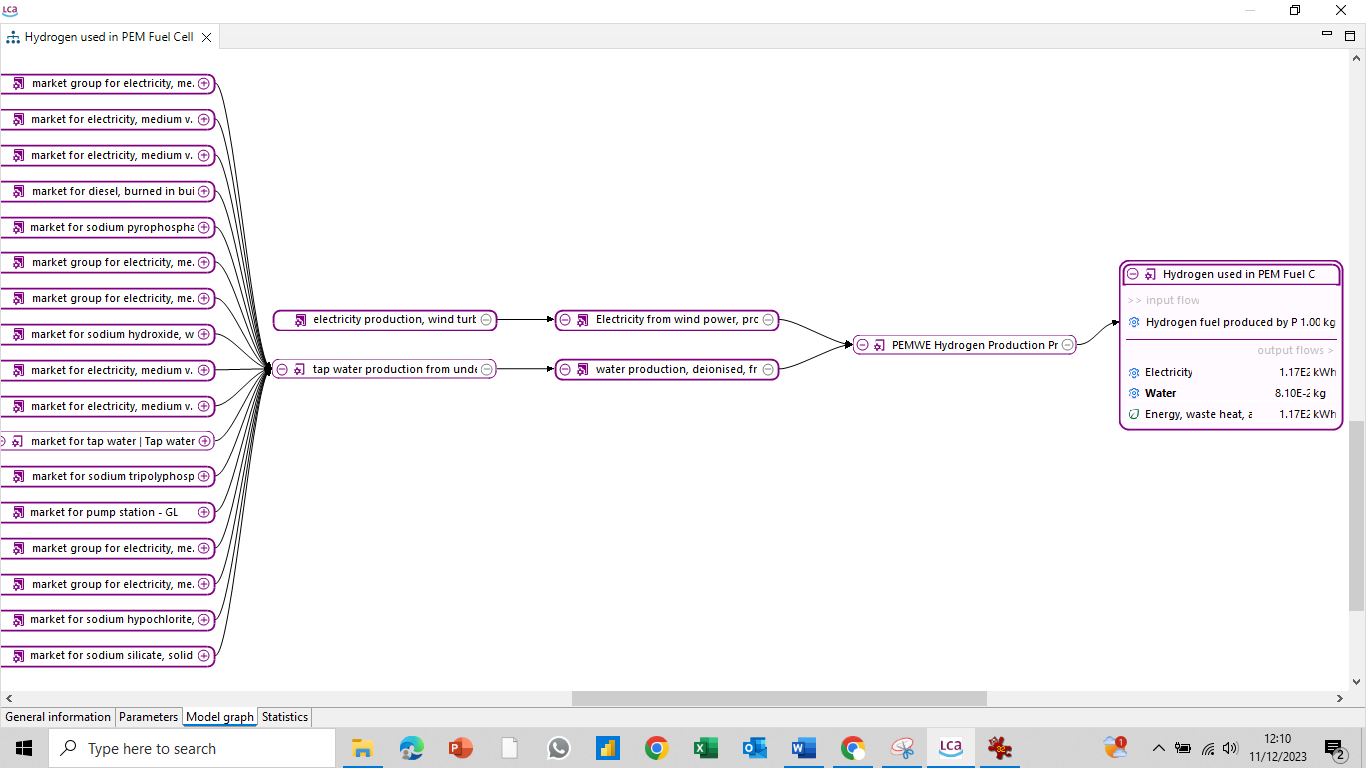 LCA
Hydrogen used in PEM Fuel Cell
market group for electricity, me.
market for electricity, medium v.
market for electricity, medium v.
market for diesel, burned in bui
market for sodium pyrophospha
market group for electricity, me.
market group for electricity, me.
market for sodium hydroxide, w
market for electricity, medium v.
market for electricity, medium v.
market for tap water | Tap water
market for sodium tripolyphosp
market for pump station - GL
market group for electricity, me.
market group for electricity, me.
market for sodium hypochlorite,
market for sodium silicate, solid
electricity production, wind turb
tap water production from unde
Electricity from wind power, prc
water production, deionised, fr
PEMWE Hydrogen Production Pr
Hydrogen used in PEM Fuel C
>> input flow
Hydrogen fuel produced by P 1.00 kg
output flows >
Electricity 1.17E2 kWh
Water 8.10E-2 kg
Energy, waste heat, a 1.17E2 kWh
General information Parameters Model graph Statistics
Type here to search
LCA
1
12:10
11/12/2023
2